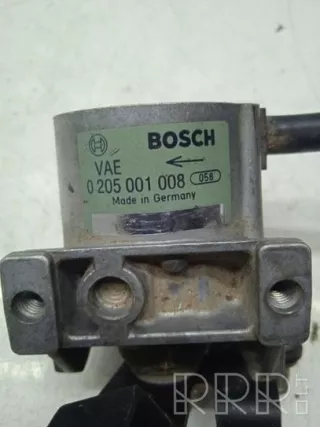 BOSCH
VAE ←
0 205 001 008 058
Made in Germany
RRR